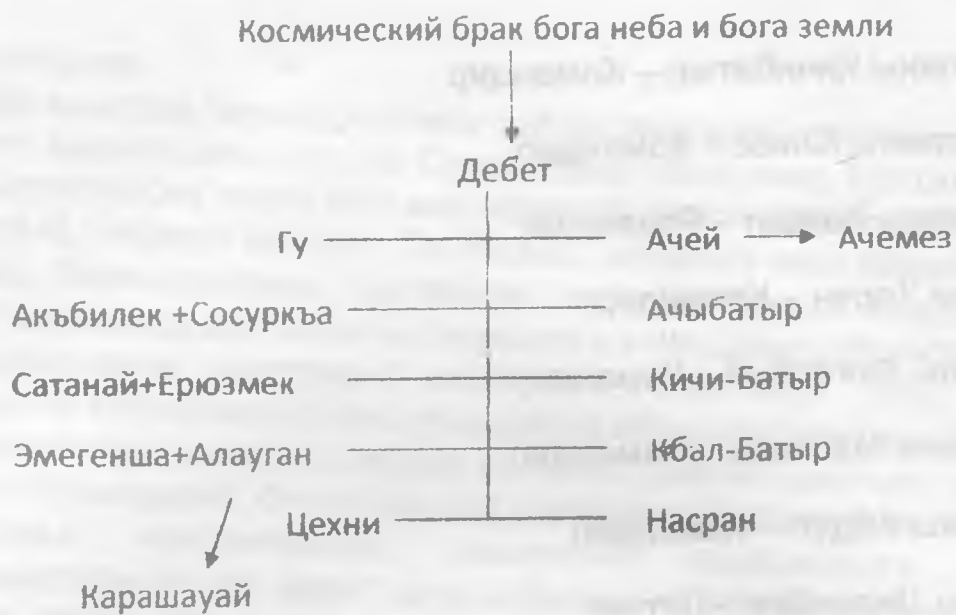 Космический брак бога неба и бога земли
Дебет
Гу Ачей Ачемез
Акъбилек +Сосуркъа Ачыбатыр
Сатанай+Ерюзмек Кичи-Батыр
Эмегенша+Алауган Кбал-Батыр
Цехни Насран
Карашауай